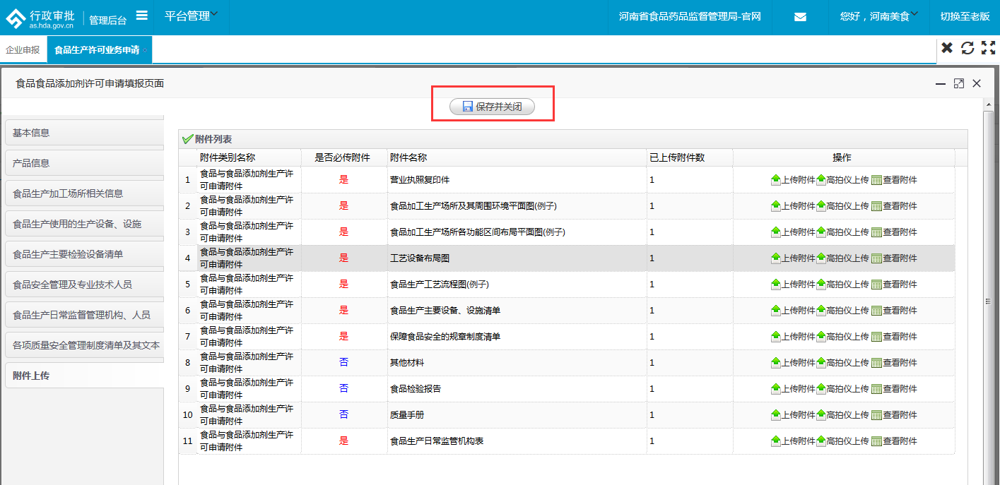 行政审批 as.hda.gov.cn 管理后台 平台管理 河南省食品药品监督管理局-官网 您好，河南美食 切换至老版
企业申报 食品生产许可业务申请
食品食品添加剂许可申请填报页面
保存并关闭
基本信息
产品信息
食品生产加工场所相关信息
食品生产使用的生产设备、设施
食品生产主要检验设备清单
食品安全管理及专业技术人员
食品生产日常监督管理机构、人员
各项质量安全管理制度清单及其文本
附件上传
附件列表
附件类别名称 是否必传附件 附件名称 已上传附件数 操作
1 食品与食品添加剂生产许可申请附件 是 营业执照复印件 1 上传附件 高拍仪上传 查看附件
2 食品与食品添加剂生产许可申请附件 是 食品加工生产场所及其周围环境平面图(例子) 1 上传附件 高拍仪上传 查看附件
3 食品与食品添加剂生产许可申请附件 是 食品加工生产场所各功能区间布局平面图(例子) 1 上传附件 高拍仪上传 查看附件
4 食品与食品添加剂生产许可申请附件 是 工艺设备布局图 1 上传附件 高拍仪上传 查看附件
5 食品与食品添加剂生产许可申请附件 是 食品生产工艺流程图(例子) 1 上传附件 高拍仪上传 查看附件
6 食品与食品添加剂生产许可申请附件 是 食品生产主要设备、设施清单 1 上传附件 高拍仪上传 查看附件
7 食品与食品添加剂生产许可申请附件 是 保障食品安全的规章制度清单 1 上传附件 高拍仪上传 查看附件
8 食品与食品添加剂生产许可申请附件 否 其他材料 1 上传附件 高拍仪上传 查看附件
9 食品与食品添加剂生产许可申请附件 否 食品检验报告 1 上传附件 高拍仪上传 查看附件
10 食品与食品添加剂生产许可申请附件 否 质量手册 1 上传附件 高拍仪上传 查看附件
11 食品与食品添加剂生产许可申请附件 是 食品生产日常监管机构表 1 上传附件 高拍仪上传 查看附件